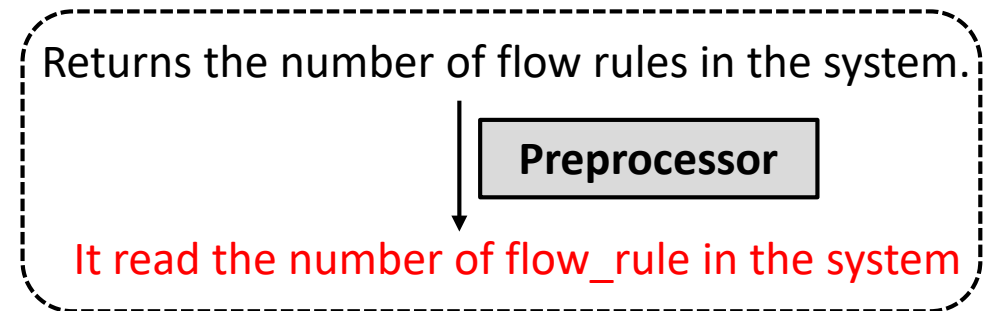 Returns the number of flow rules in the system.
Preprocessor
It read the number of flow_rule in the system